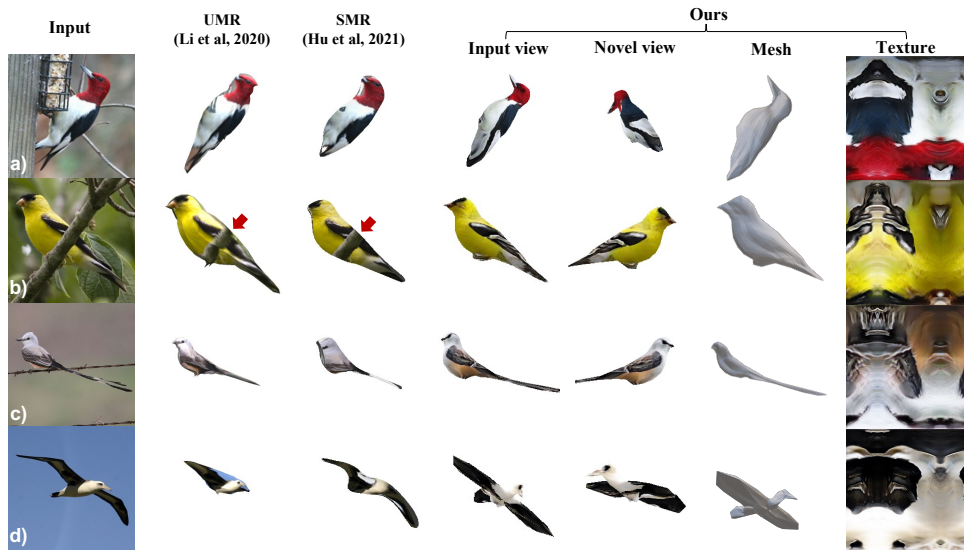 Ours
Input
UMR
(Li et al, 2020)
SMR
(Hu et al, 2021)
Input view
Novel view
Mesh
Texture
a)
b)
c)
d)